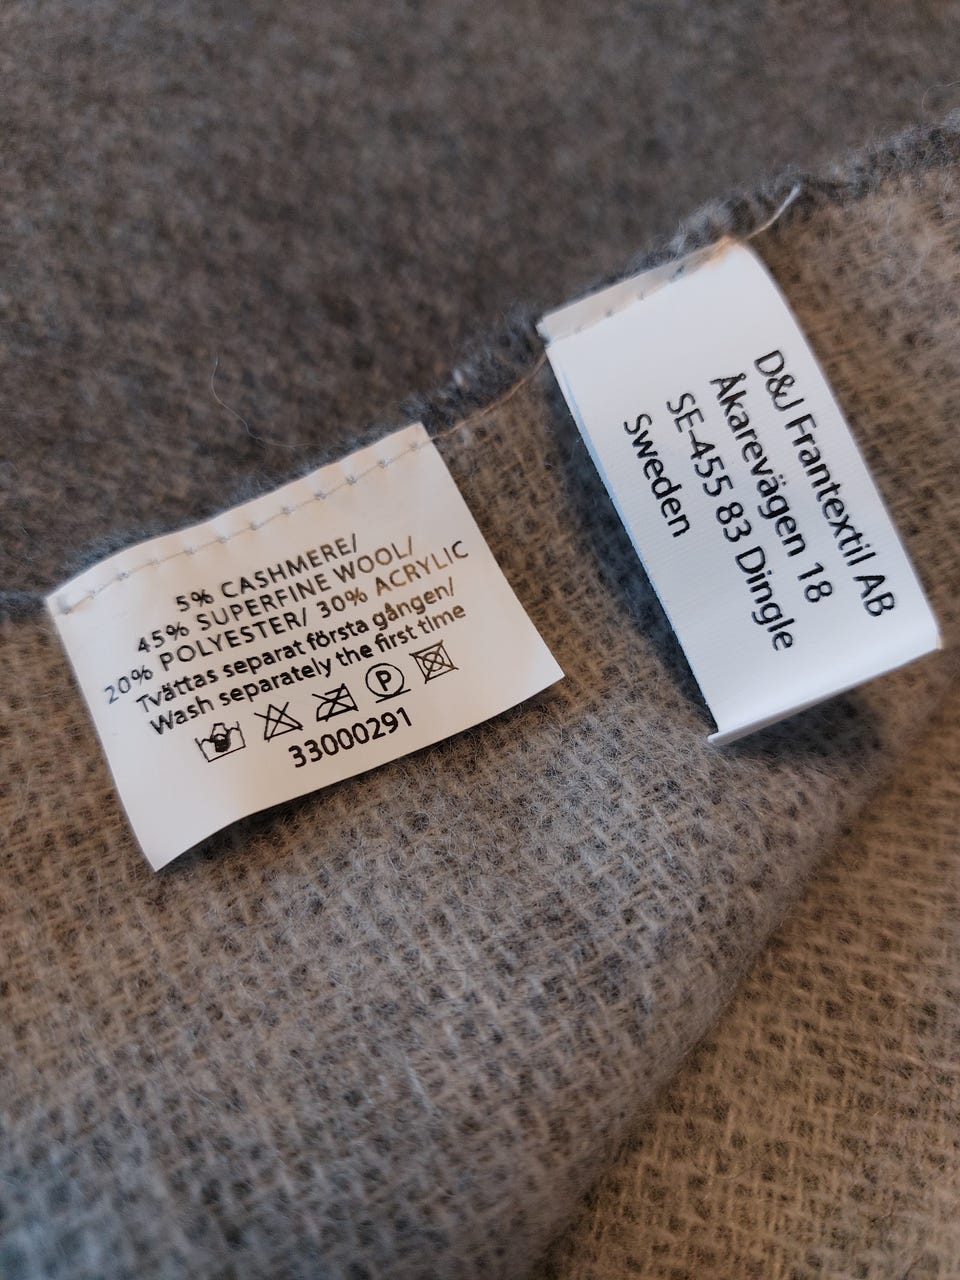 5% CASHMERE/
45% SUPERFINE WOOL/
20% POLYESTER/ 30% ACRYLIC
Tvättas separat första gången/
Wash separately the first time
P
33000291
D&J Frantextil AB
Åkarevägen 18
SE-455 83 Dingle
Sweden